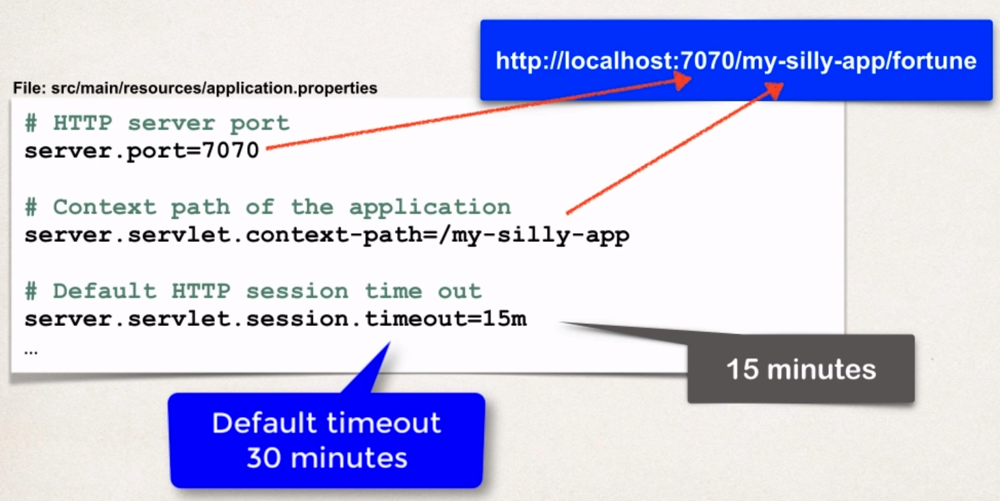 http://localhost:7070/my-silly-app/fortune
File: src/main/resources/application.properties
# HTTP server port
server.port=7070
# Context path of the application
server.servlet.context-path=/my-silly-app
# Default HTTP session time out
server.servlet.session.timeout=15m
...
15 minutes
Default timeout
30 minutes